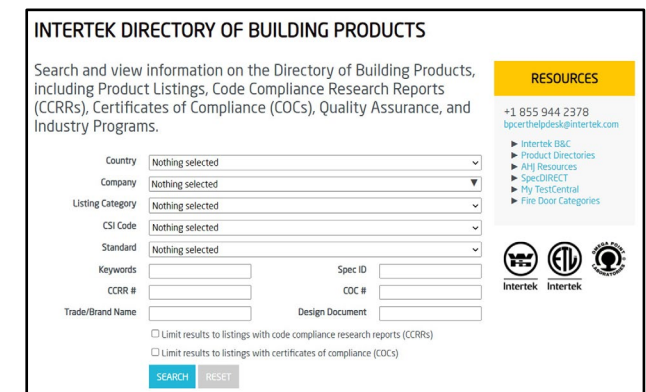 INTERTEK DIRECTORY OF BUILDING PRODUCTS
Search and view information on the Directory of Building Products,
including Product Listings, Code Compliance Research Reports
(CCRRs), Certificates of Compliance (COCs), Quality Assurance, and
Industry Programs.
Country Nothing selected
Company Nothing selected
Listing Category Nothing selected
CSI Code Nothing selected
Standard Nothing selected
Keywords Spec ID
CCRR # COC #
Trade/Brand Name Design Document
Limit results to listings with code compliance research reports (CCRRs)
Limit results to listings with certificates of compliance (COCs)
SEARCH RESET
RESOURCES
+1 855 944 2378
bpcerthelpdesk@intertek.com
Intertek B&C
Product Directories
AHJ Resources
SpecDIRECT
My TestCentral
Fire Door Categories
WH ETL OMEGA POINT LABORATORIES
Intertek Intertek